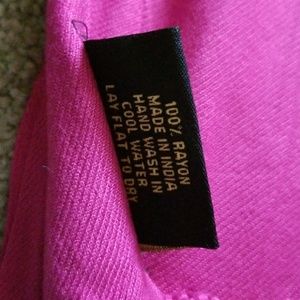 100% RAYON
MADE IN INDIA
HAND WASH IN
COOL WATER
LAY FLAT TO DRY